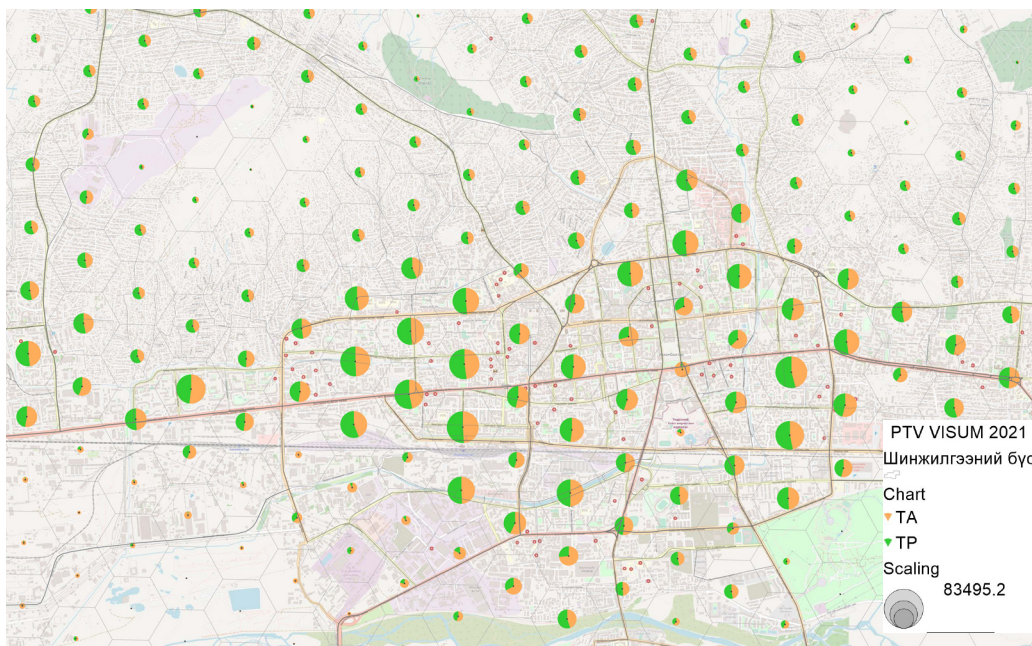 PTV VISUM 2021
Шинжилгээний бүс
Chart
TA
TP
Scaling
83495.2